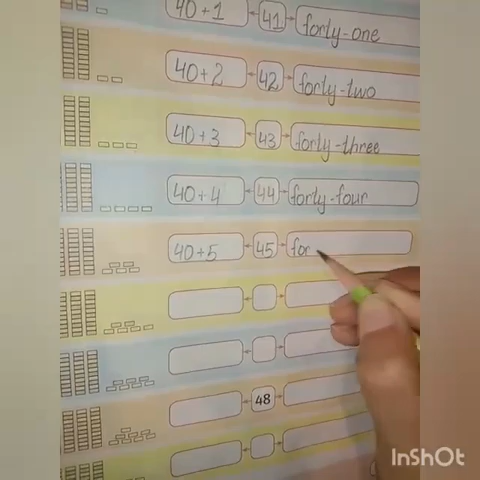 40+1 41 forty-one
40+2 42 forty-two
40+3 43 forty-three
40+4 44 forty-four
40+5 45 for
48
InShOt